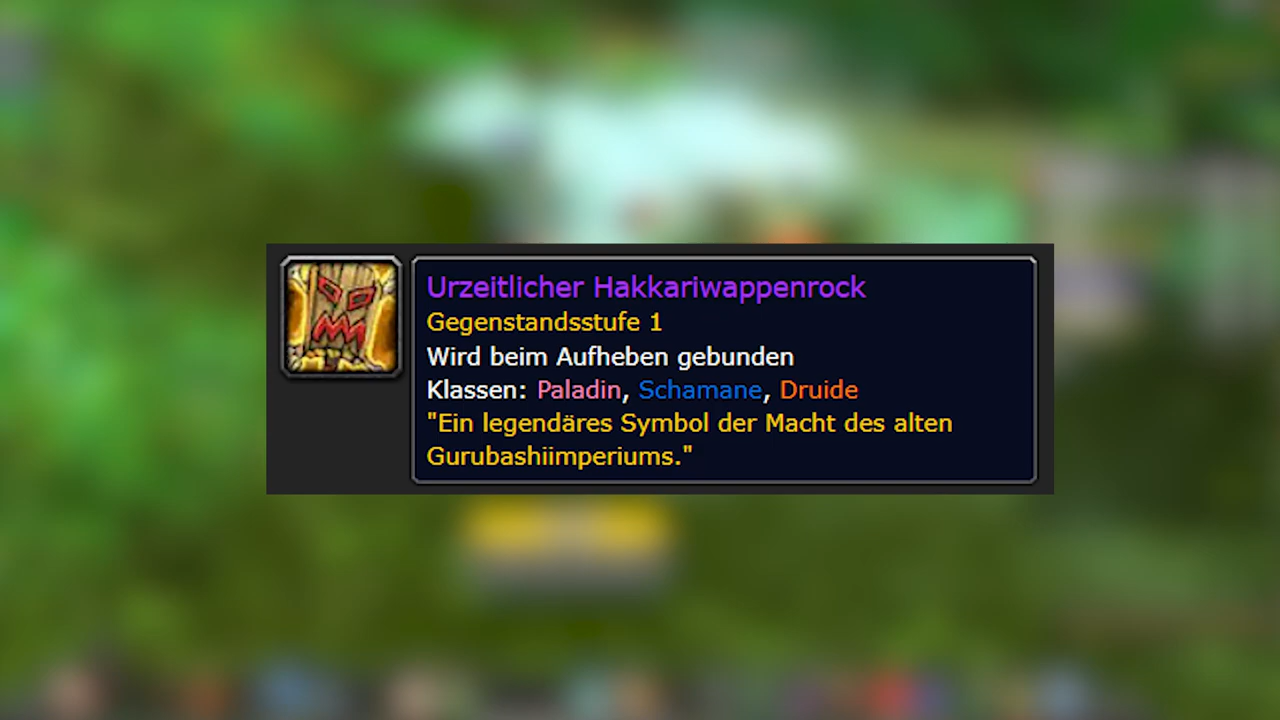 Urzeitlicher Hakkariwappenrock
Gegenstandsstufe 1
Wird beim Aufheben gebunden
Klassen: Paladin, Schamane, Druide
"Ein legendäres Symbol der Macht des alten
Gurubashiimperiums."